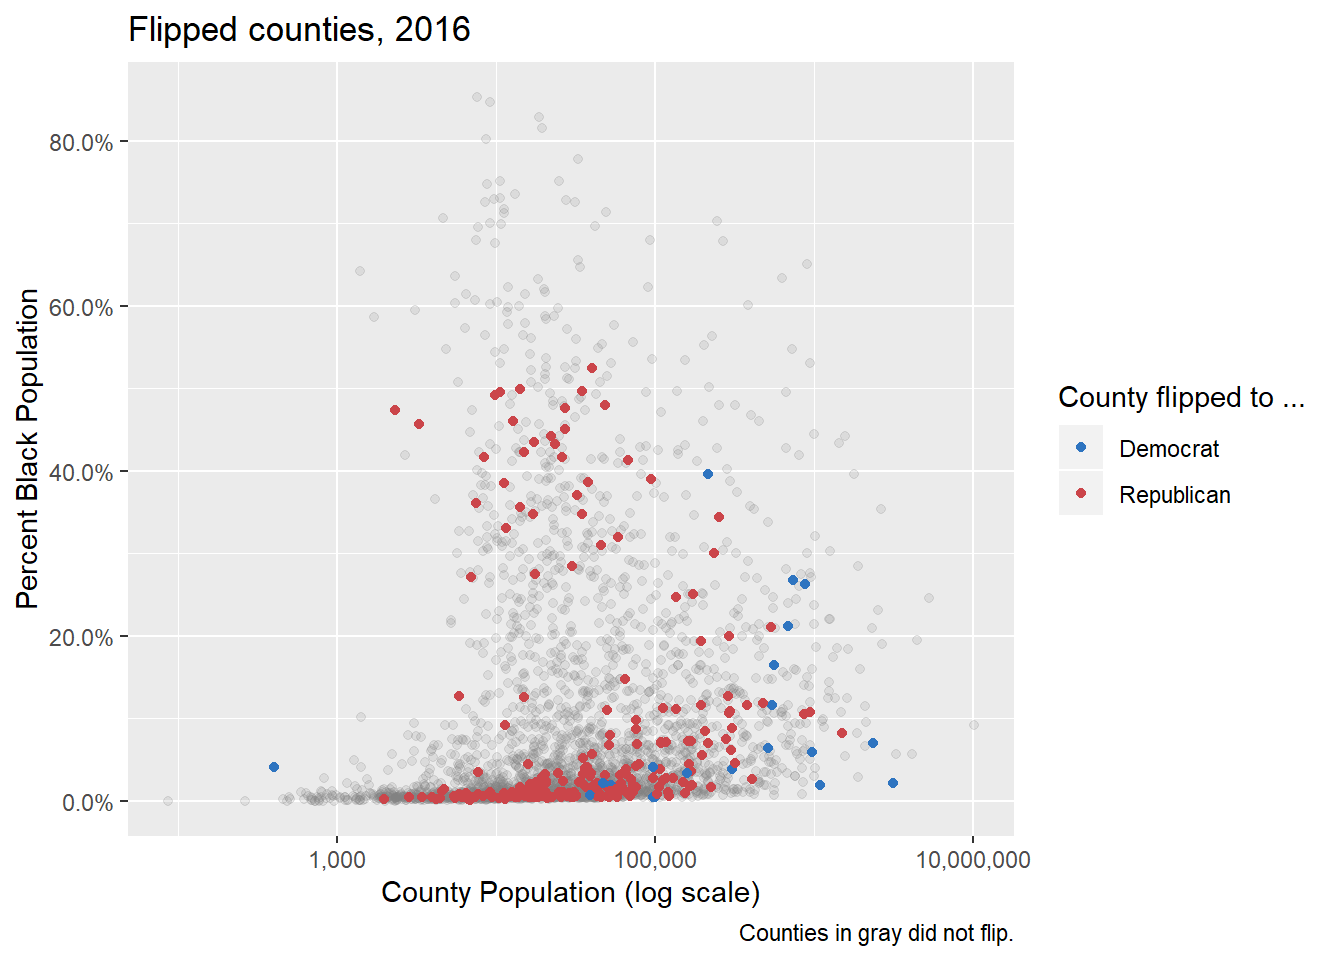 Flipped counties, 2016
Percent Black Population
80.0%
60.0%
40.0%
20.0%
0.0%
1,000
100,000
10,000,000
County Population (log scale)
County flipped to ...
Democrat
Republican
Counties in gray did not flip.